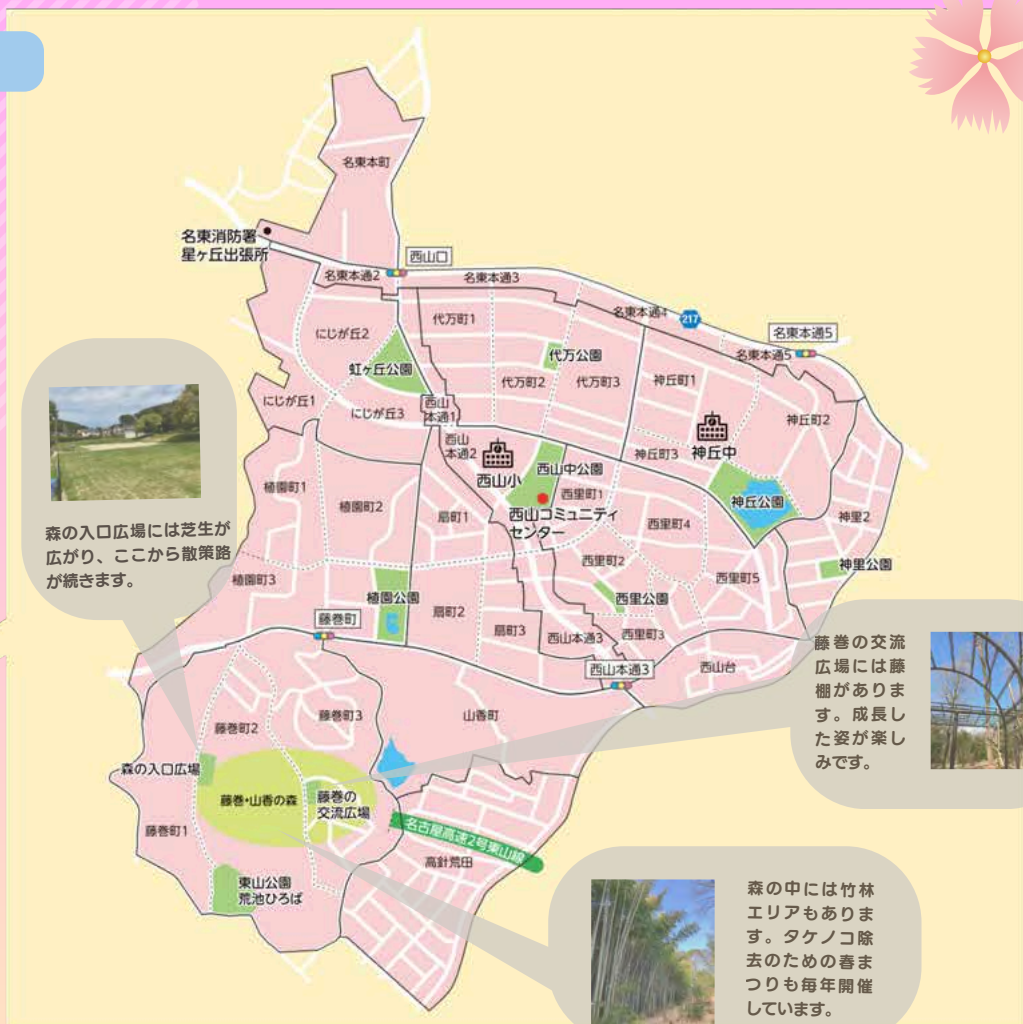 名東本町
名東消防署
星ヶ丘出張所
西山口
名東本通2
名東本通3
にじが丘2
代万町1
名東本通4
217
名東本通5
名東本通5
虹ヶ丘公園
代万公園
代万町2
代万町3
神丘町1
にじが丘1
にじが丘3
西山
本通1
神丘町2
西山
本通2
西山小
神丘町3
神丘中
西山中公園
植園町1
植園町2
扇町1
西里町1
西山コミュニティ
センター
西里町4
神丘公園
神里2
森の入口広場には芝生が
広がり、ここから散策路
が続きます。
植園町3
西里町2
西里町5
神里公園
植園公園
扇町2
西里公園
藤巻町
扇町3
西山本通3
西里町3
西山本通3
西山台
藤巻の交流
広場には藤
棚がありま
す。成長し
た姿が楽し
みです。
藤巻町2
藤巻町3
山香町
森の入口広場
藤巻・山香の森
藤巻の
交流広場
藤巻町1
名古屋高速2号東山線
高針荒田
東山公園
荒池ひろば
森の中には竹林
エリアもありま
す。タケノコ除
去のための春ま
つりも毎年開催
しています。